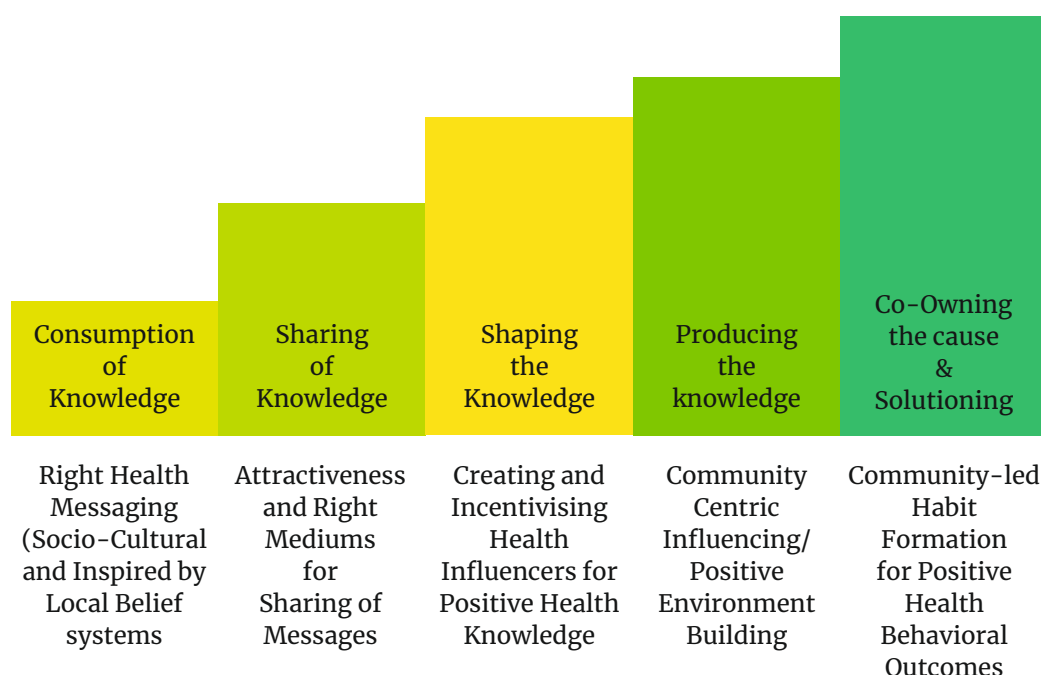 Consumption
of
Knowledge
Sharing
of
Knowledge
Shaping
the
Knowledge
Producing
the
knowledge
Co-Owning
the cause
&
Solutioning
Right Health
Messaging
(Socio-Cultural
and Inspired by
Local Belief
systems
Attractiveness
and Right
Mediums
for
Sharing of
Messages
Creating and
Incentivising
Health
Influencers for
Positive Health
Knowledge
Community
Centric
Influencing/
Positive
Environment
Building
Community-led
Habit
Formation
for Positive
Health
Behavioral
Outcomes